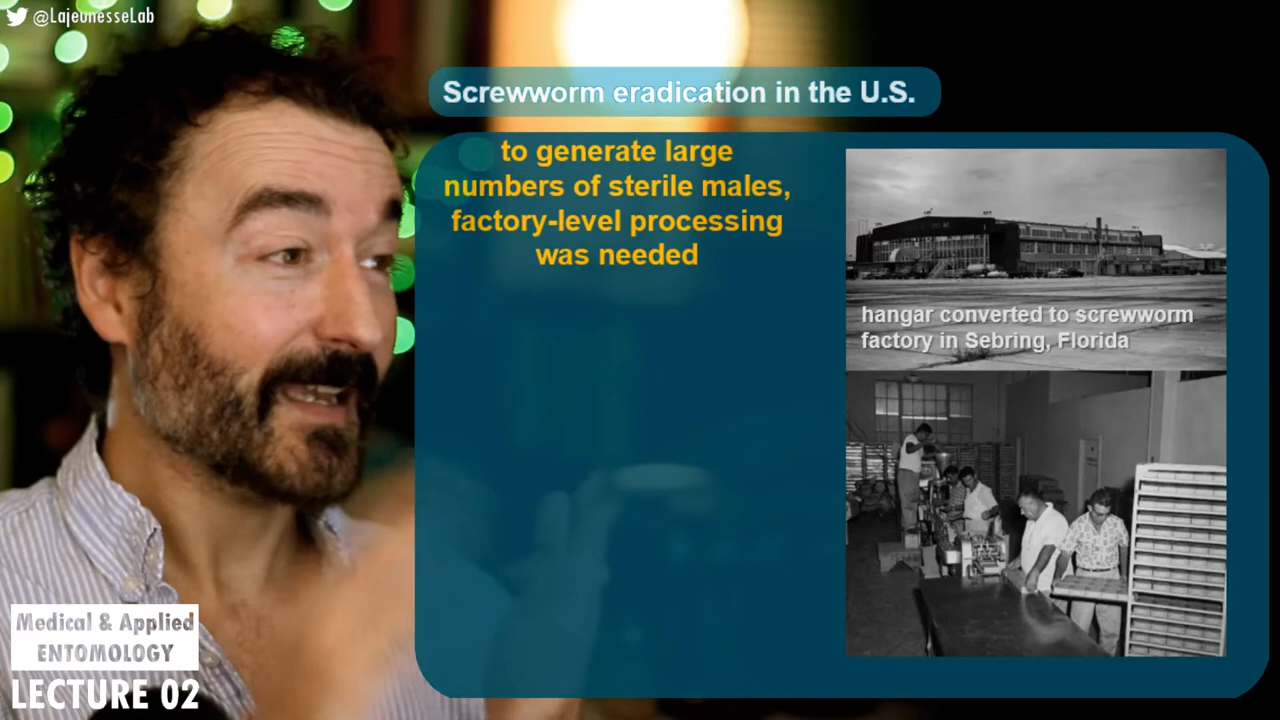 @LajeunesseLab
Screwworm eradication in the U.S.
to generate large
numbers of sterile males,
factory-level processing
was needed
hangar converted to screwworm
factory in Sebring, Florida
Medical & Applied
ENTOMOLOGY
LECTURE 02